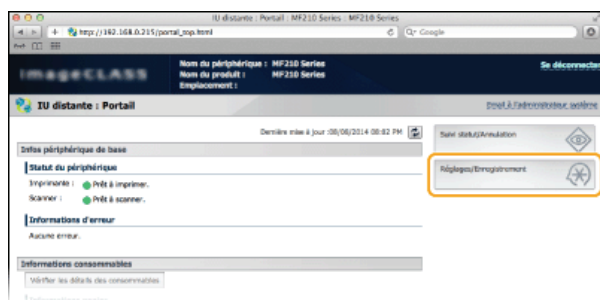 IU distante : Portail : MF210 Series : MF210 Series
http://192.168.0.215/portal_top.html
Google
imageCLASS
Nom du périphérique : MF210 Series
Nom du produit : MF210 Series
Emplacement :
Se déconnecter
IU distante : Portail
Dernière mise à jour :08/08/2014 08:02 PM
Infos périphérique de base
Statut du périphérique
Imprimante : Prêt à imprimer.
Scanner : Prêt à scanner.
Informations d'erreur
Aucune erreur.
Informations consommables
Vérifier les détails des consommables
Suivi statut/Annulation
Réglages/Enregistrement